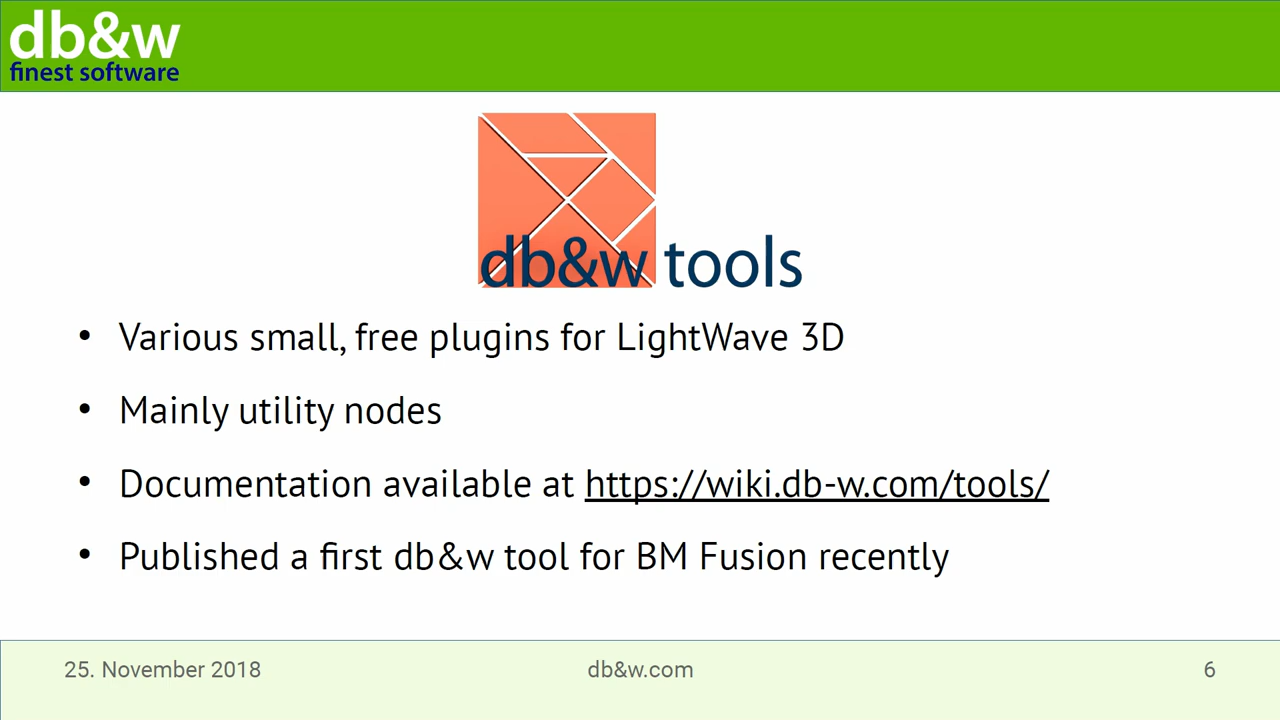 db&w
finest software
db&w tools
• Various small, free plugins for LightWave 3D
• Mainly utility nodes
• Documentation available at https://wiki.db-w.com/tools/
• Published a first db&w tool for BM Fusion recently
25. November 2018 db&w.com 6